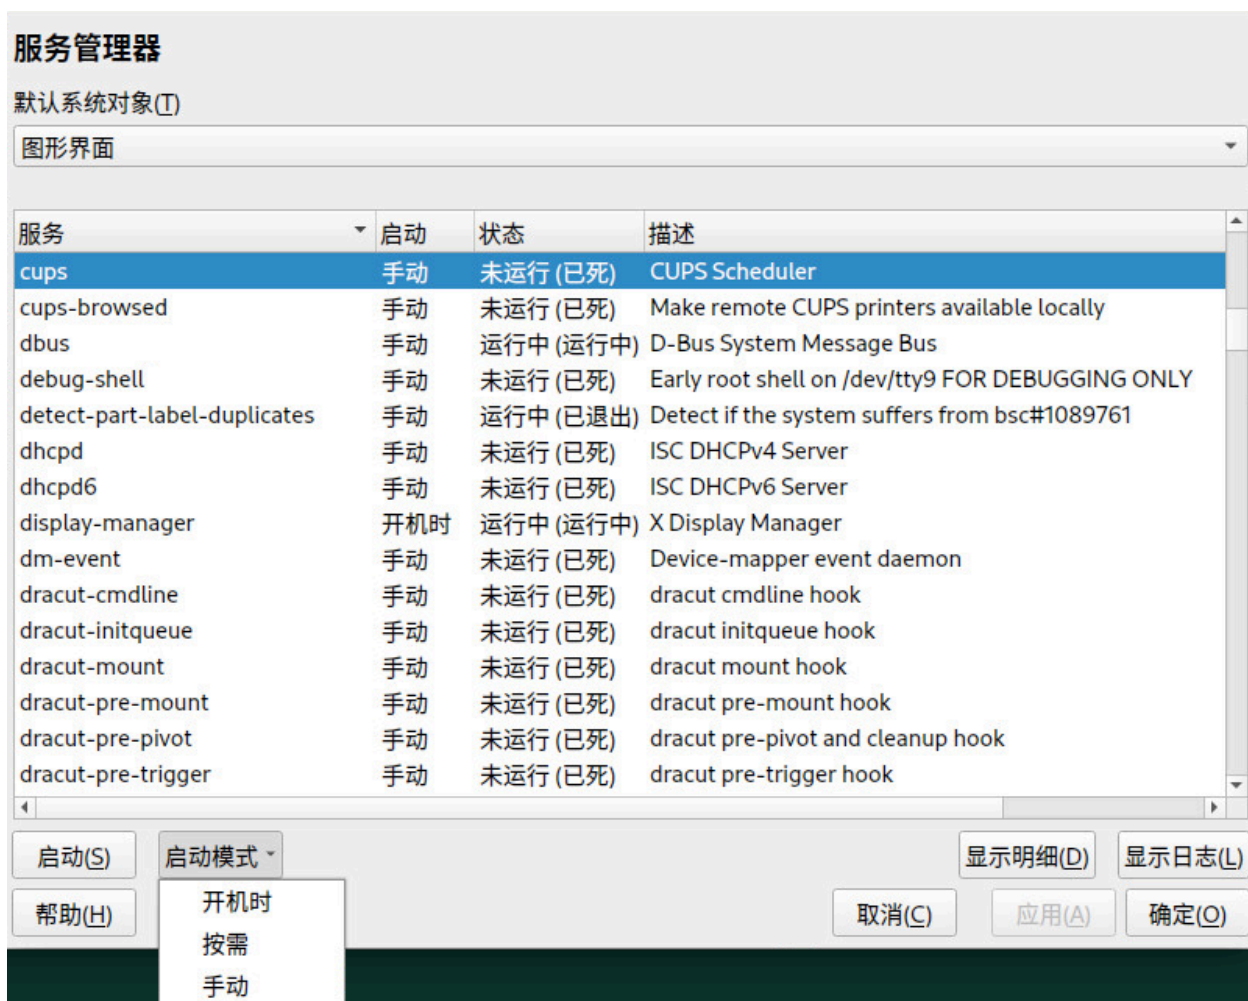 服务管理器
默认系统对象(T)
图形界面
服务 启动 状态 描述
cups 手动 未运行 (已死) CUPS Scheduler
cups-browsed 手动 未运行 (已死) Make remote CUPS printers available locally
dbus 手动 运行中 (运行中) D-Bus System Message Bus
debug-shell 手动 未运行 (已死) Early root shell on /dev/tty9 FOR DEBUGGING ONLY
detect-part-label-duplicates 手动 运行中 (已退出) Detect if the system suffers from bsc#1089761
dhcpd 手动 未运行 (已死) ISC DHCPv4 Server
dhcpd6 手动 未运行 (已死) ISC DHCPv6 Server
display-manager 开机时 运行中 (运行中) X Display Manager
dm-event 手动 未运行 (已死) Device-mapper event daemon
dracut-cmdline 手动 未运行 (已死) dracut cmdline hook
dracut-initqueue 手动 未运行 (已死) dracut initqueue hook
dracut-mount 手动 未运行 (已死) dracut mount hook
dracut-pre-mount 手动 未运行 (已死) dracut pre-mount hook
dracut-pre-pivot 手动 未运行 (已死) dracut pre-pivot and cleanup hook
dracut-pre-trigger 手动 未运行 (已死) dracut pre-trigger hook
启动(S) 启动模式 显示明细(D) 显示日志(L)
帮助(H) 开机时 取消(C) 应用(A) 确定(O)
按需
手动